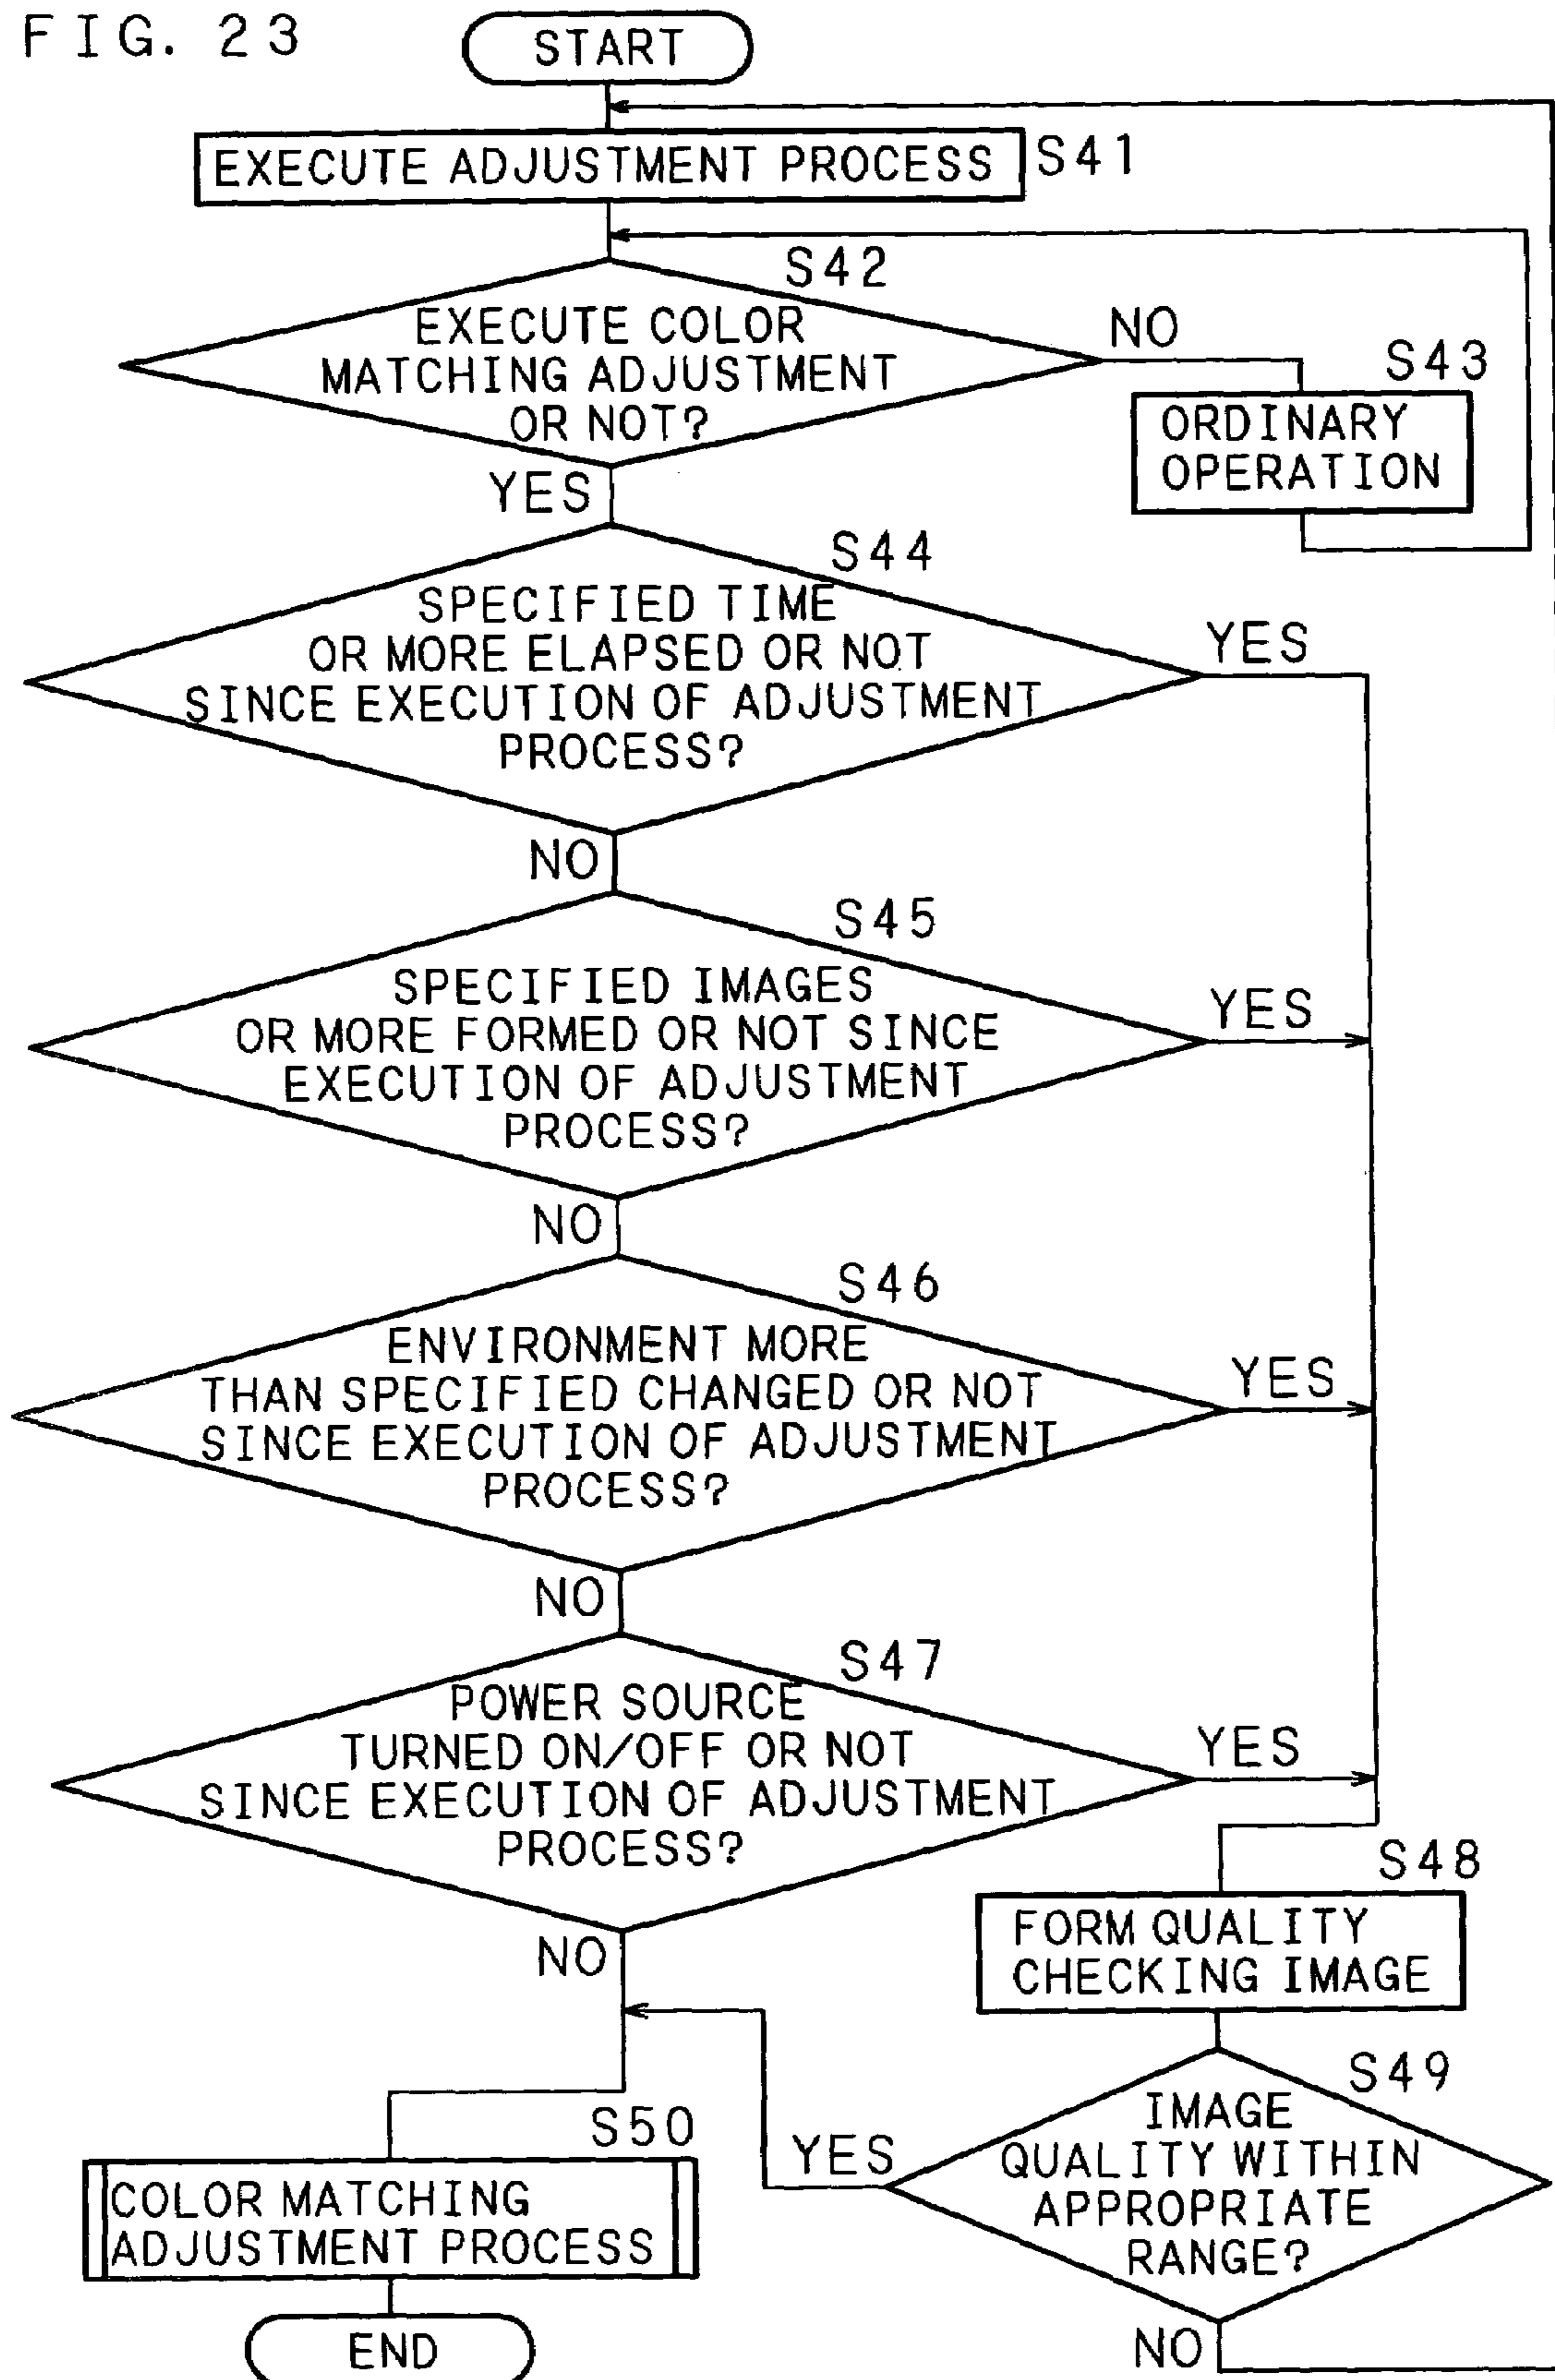 FIG. 23
START
EXECUTE ADJUSTMENT PROCESS
S41
S42
EXECUTE COLOR
MATCHING ADJUSTMENT
OR NOT?
NO
S43
ORDINARY
OPERATION
YES
S44
SPECIFIED TIME
OR MORE ELAPSED OR NOT
SINCE EXECUTION OF ADJUSTMENT
PROCESS?
YES
NO
S45
SPECIFIED IMAGES
OR MORE FORMED OR NOT SINCE
EXECUTION OF ADJUSTMENT
PROCESS?
YES
NO
S46
ENVIRONMENT MORE
THAN SPECIFIED CHANGED OR NOT
SINCE EXECUTION OF ADJUSTMENT
PROCESS?
YES
NO
S47
POWER SOURCE
TURNED ON/OFF OR NOT
SINCE EXECUTION OF ADJUSTMENT
PROCESS?
YES
NO
S48
FORM QUALITY
CHECKING IMAGE
S49
IMAGE
QUALITY WITHIN
APPROPRIATE
RANGE?
YES
NO
S50
COLOR MATCHING
ADJUSTMENT PROCESS
END